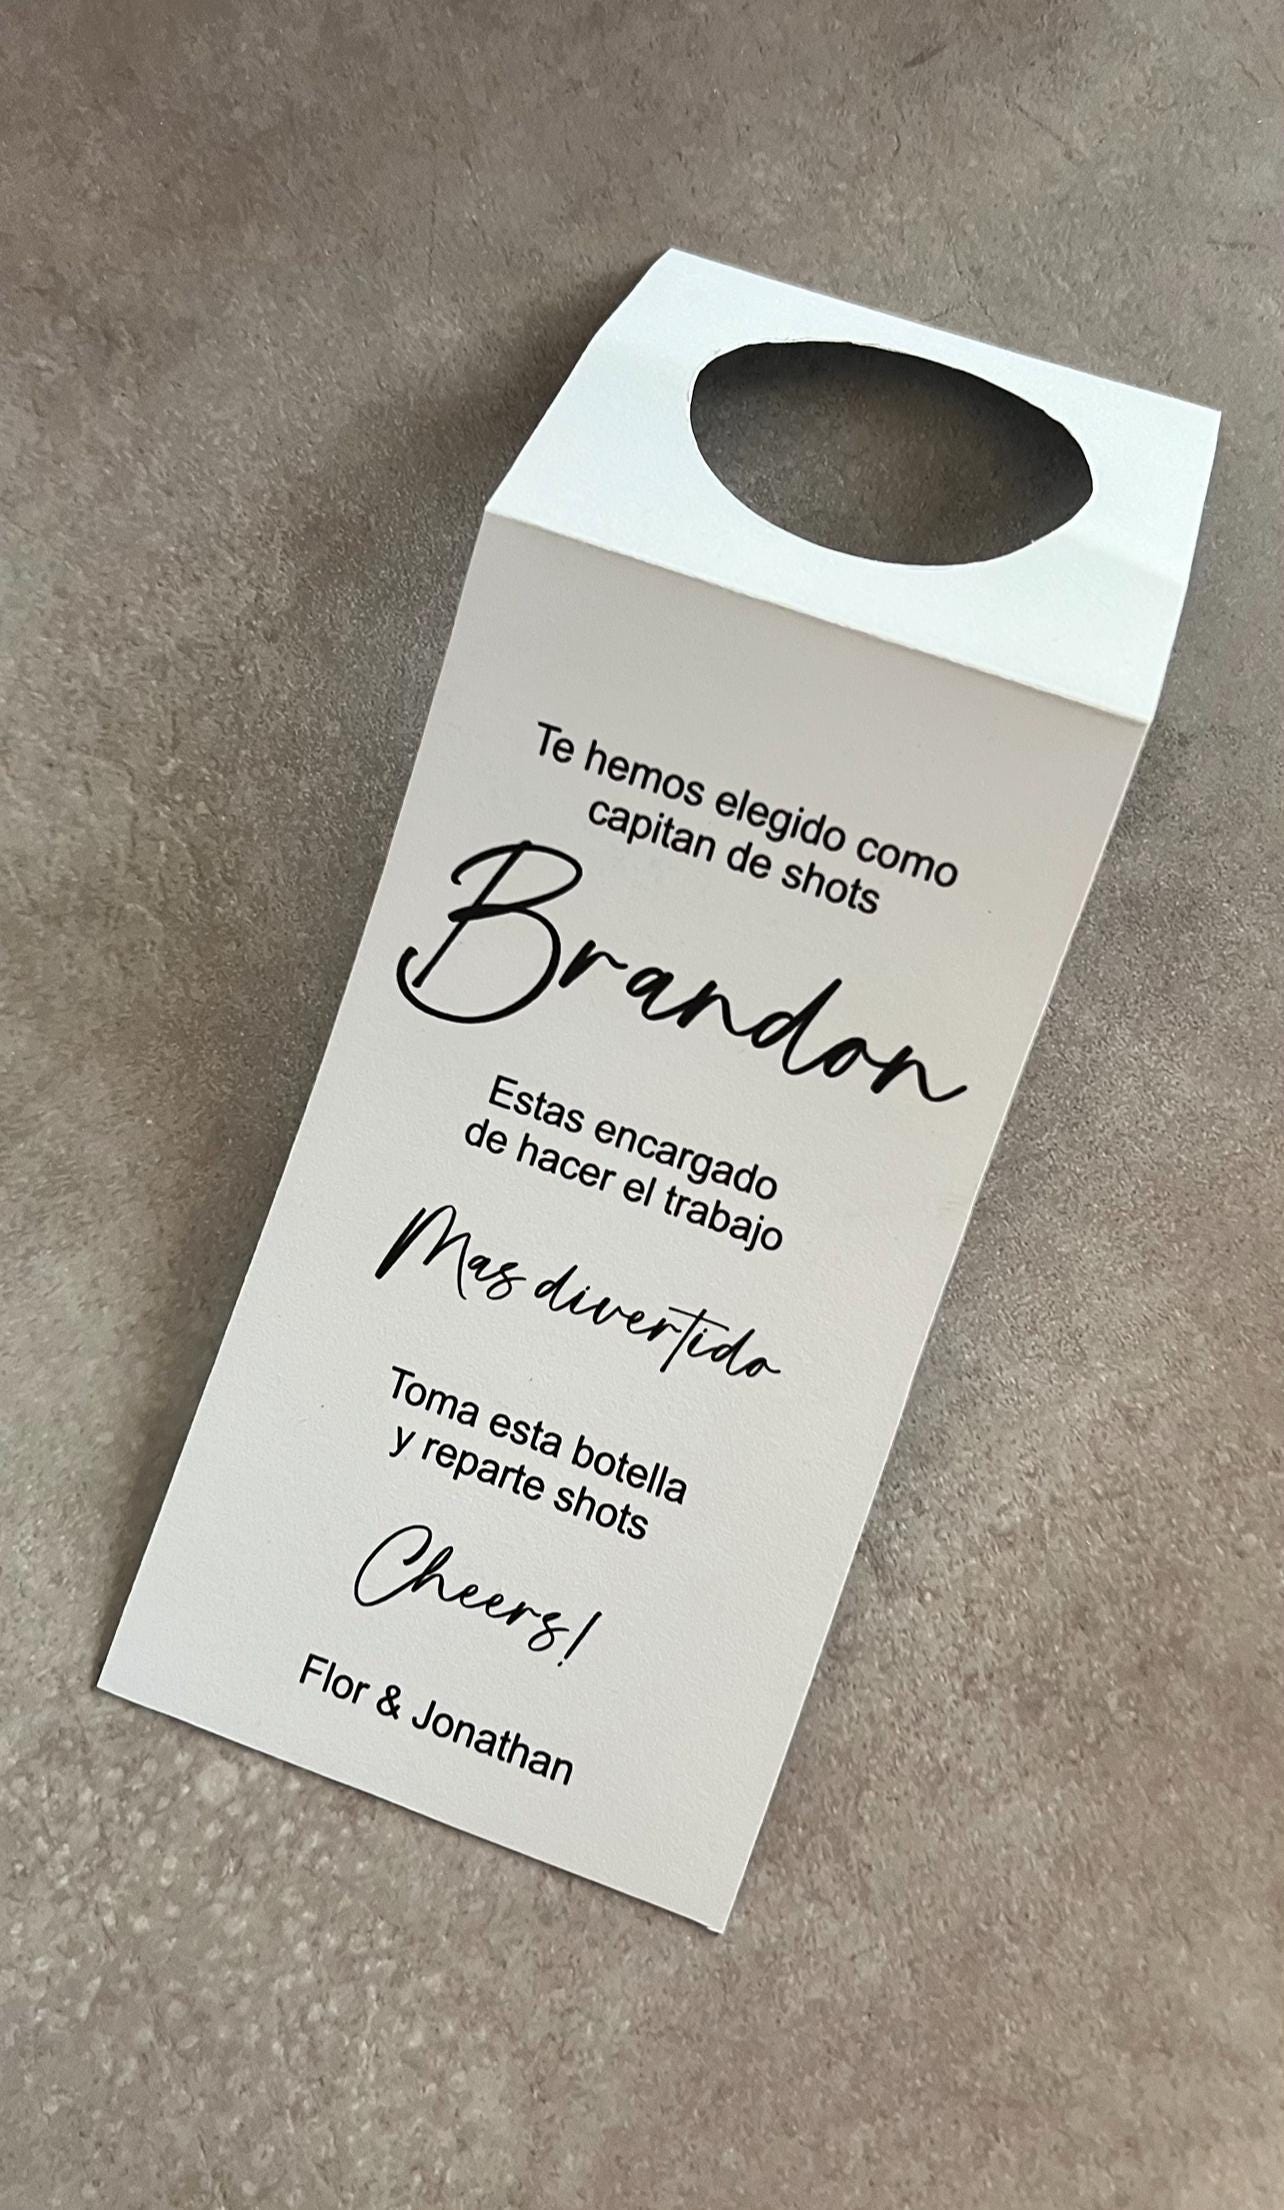 Te hemos elegido como
capitan de shots
Brandon
Estas encargado
de hacer el trabajo
Mas divertido
Toma esta botella
y reparte shots
Cheers!
Flor & Jonathan